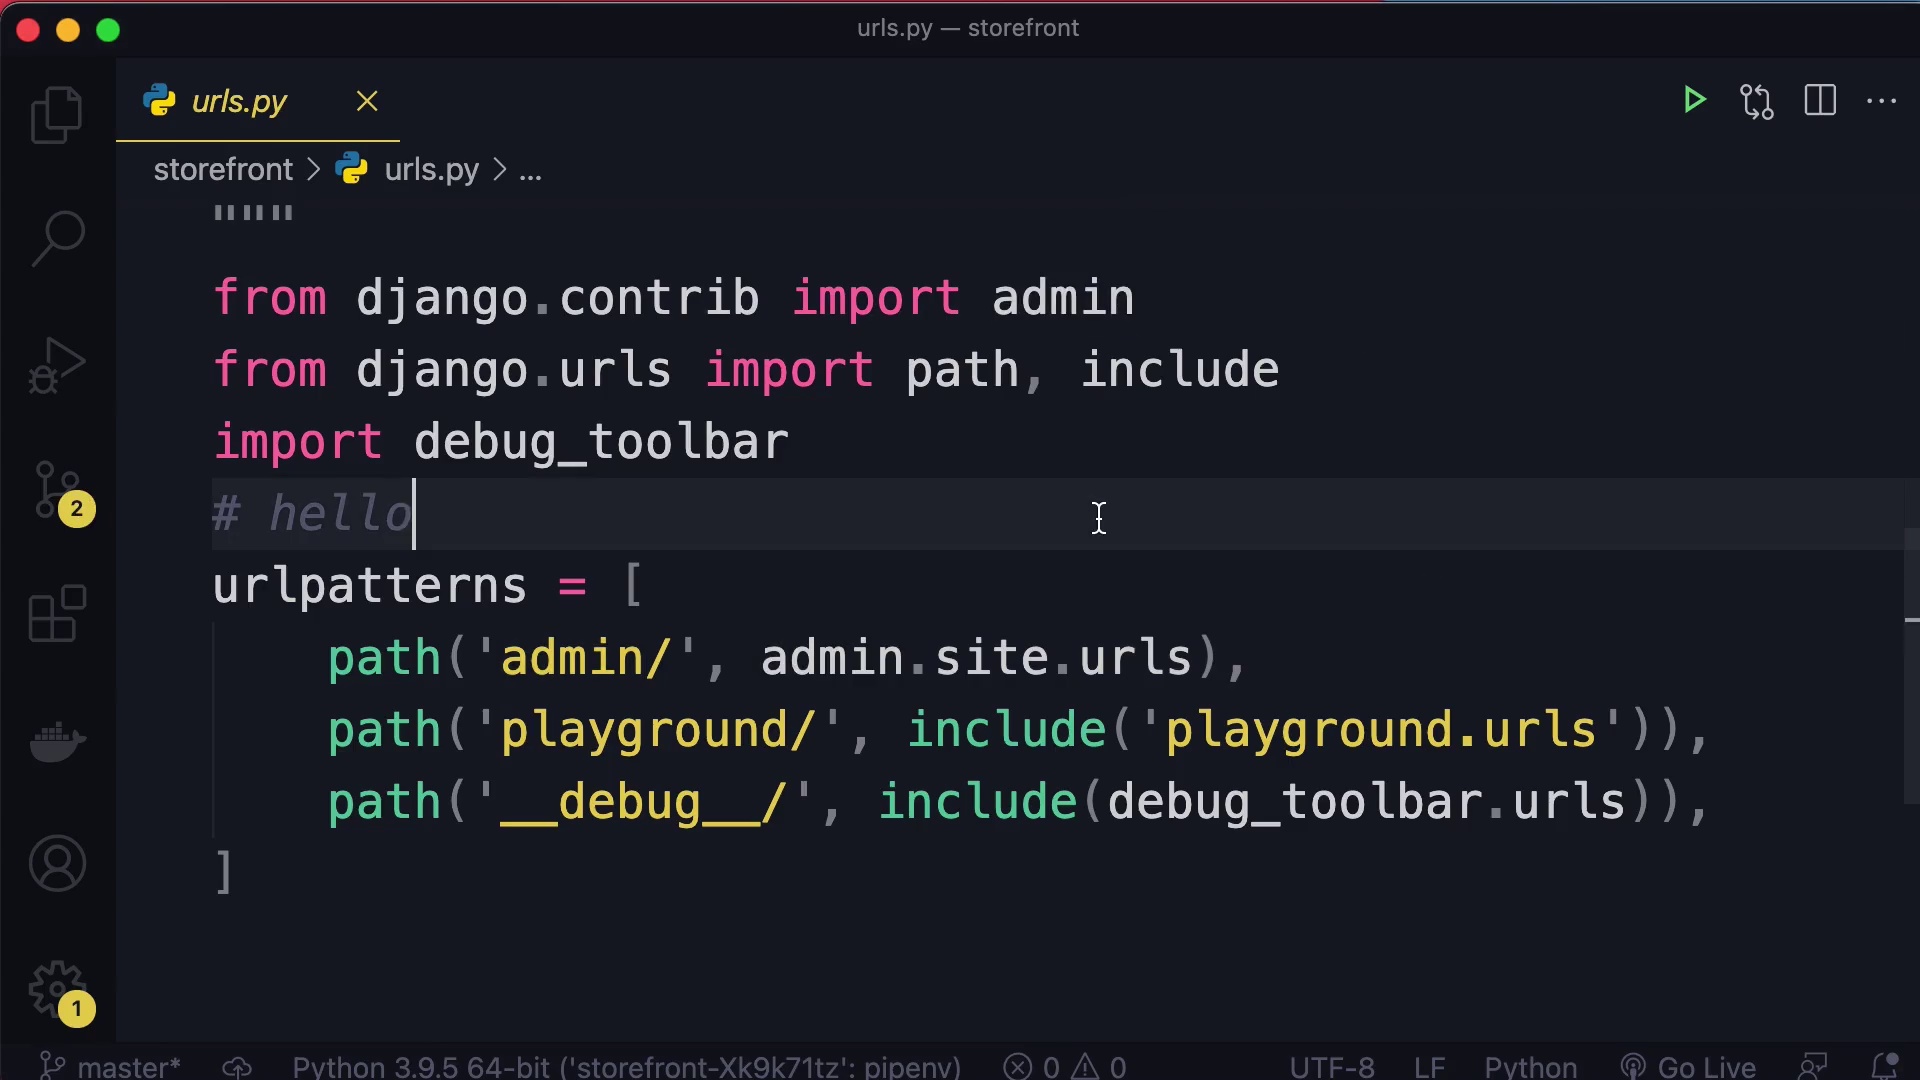 urls.py — storefront
urls.py
storefront > urls.py > ...
"""
from django.contrib import admin
from django.urls import path, include
import debug_toolbar
# hello
urlpatterns = [
    path('admin/', admin.site.urls),
    path('playground/', include('playground.urls')),
    path('__debug__/', include(debug_toolbar.urls)),
]
2
1
master* Python 3.9.5 64-bit ('storefront-Xk9k71tz': pipenv) 0 0 UTF-8 LF Python Go Live